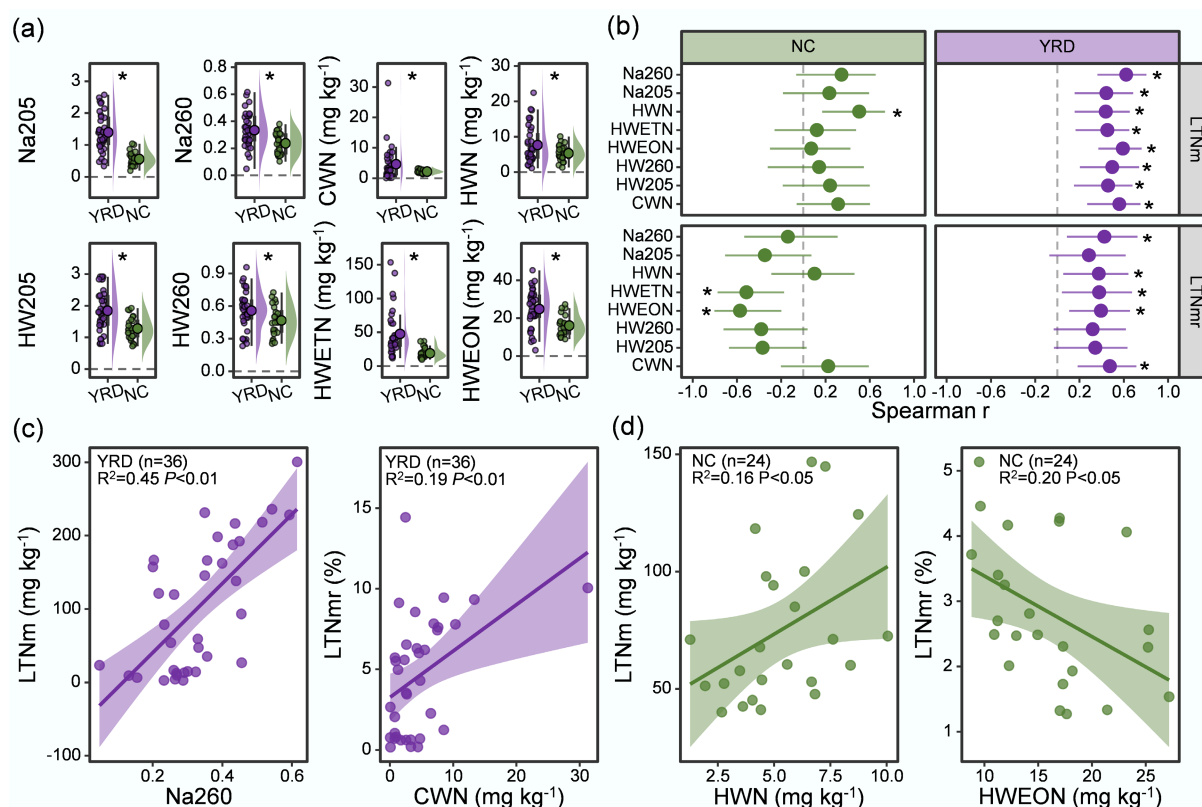 (a)
Na205
3
2
1
0
*
YRD NC
Na260
0.8
0.6
0.4
0.2
0.0
*
YRD NC
CWN (mg kg⁻¹)
40
30
20
10
0
*
YRD NC
HWN (mg kg⁻¹)
30
20
10
0
*
YRD NC
HW205
3
2
1
0
*
YRD NC
HW260
1.2
0.9
0.6
0.3
0.0
*
YRD NC
HWETN (mg kg⁻¹)
150
100
50
0
*
YRD NC
HWEON (mg kg⁻¹)
60
40
20
0
*
YRD NC
(b)
NC
YRD
Na260 *
Na205 *
HWN * *
HWETN *
HWEON *
HW260 *
HW205 *
CWN *
LTNm
Na260 *
Na205
HWN *
HWETN * *
HWEON * *
HW260
HW205
CWN *
LTNmr
-1.0 -0.6 -0.2 0.2 0.6 1.0
-1.0 -0.6 -0.2 0.2 0.6 1.0
Spearman r
(c)
YRD (n=36)
R²=0.45 P<0.01
LTNm (mg kg⁻¹)
300
200
100
0
-100
0.2 0.4 0.6
Na260
YRD (n=36)
R²=0.19 P<0.01
LTNmr (%)
15
10
5
0
0 10 20 30
CWN (mg kg⁻¹)
(d)
NC (n=24)
R²=0.16 P<0.05
LTNm (mg kg⁻¹)
150
100
50
2.5 5.0 7.5 10.0
HWN (mg kg⁻¹)
NC (n=24)
R²=0.20 P<0.05
LTNmr (%)
5
4
3
2
1
10 15 20 25
HWEON (mg kg⁻¹)